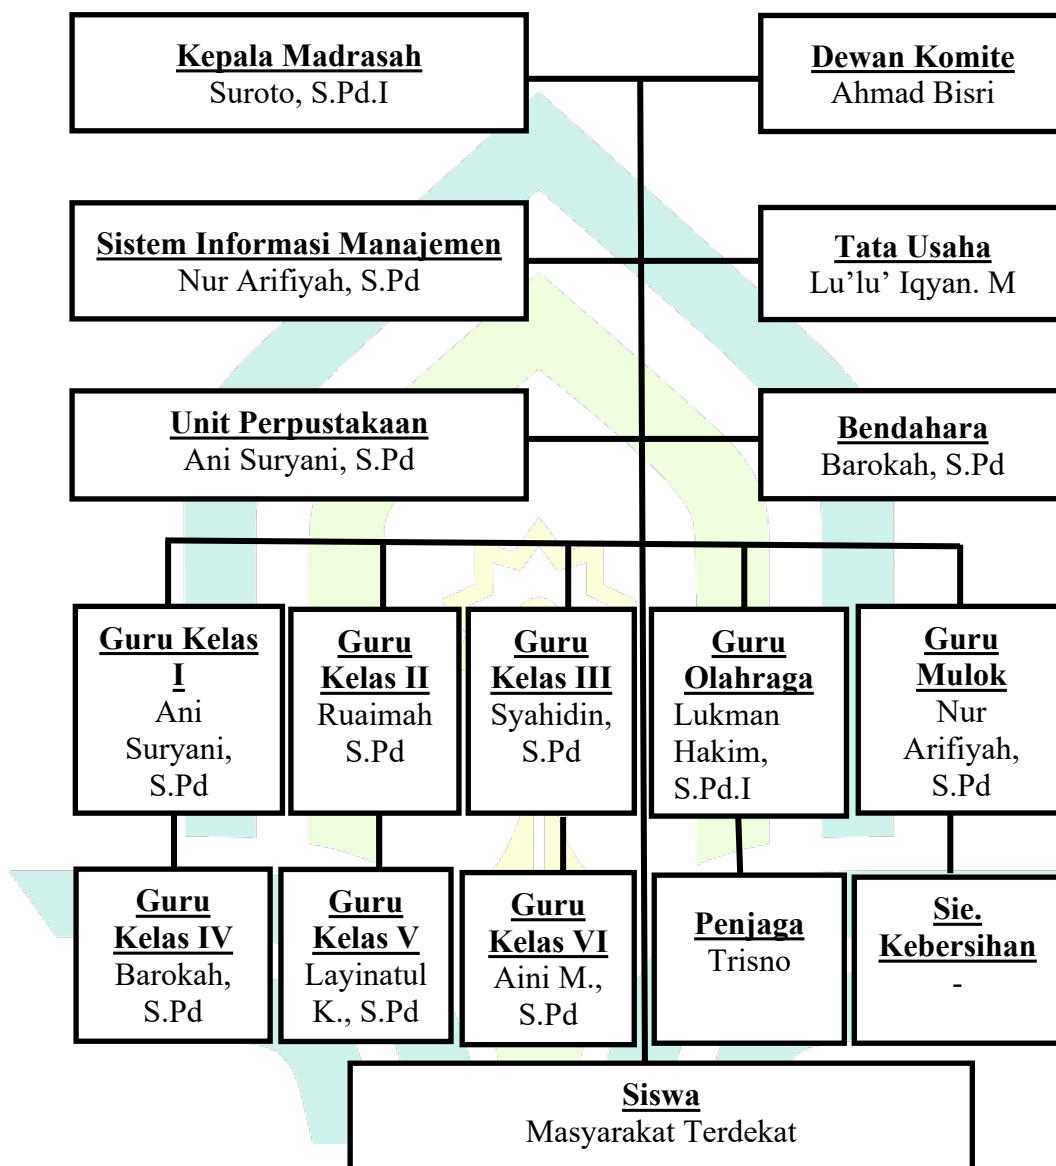 Kepala Madrasah
Suroto, S.Pd.I
Dewan Komite
Ahmad Bisri
Sistem Informasi Manajemen
Nur Arifiyah, S.Pd
Tata Usaha
Lu’lu’ Iqyan. M
Unit Perpustakaan
Ani Suryani, S.Pd
Bendahara
Barokah, S.Pd
Guru Kelas
I
Ani
Suryani,
S.Pd
Guru
Kelas II
Ruaimah
S.Pd
Guru
Kelas III
Syahidin,
S.Pd
Guru
Olahraga
Lukman
Hakim,
S.Pd.I
Guru
Mulok
Nur
Arifiyah,
S.Pd
Guru
Kelas IV
Barokah,
S.Pd
Guru
Kelas V
Layinatul
K., S.Pd
Guru
Kelas VI
Aini M.,
S.Pd
Penjaga
Trisno
Sie.
Kebersihan
-
Siswa
Masyarakat Terdekat